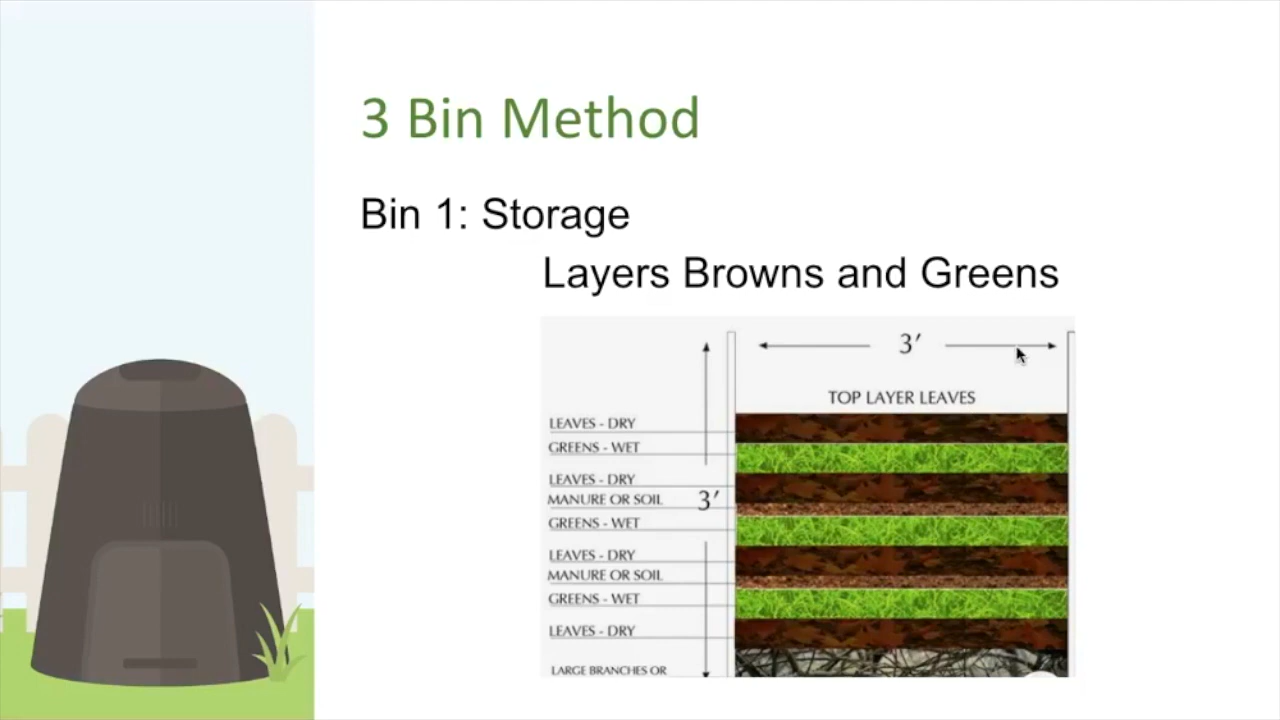 3 Bin Method
Bin 1: Storage
Layers Browns and Greens
3′
TOP LAYER LEAVES
LEAVES - DRY
GREENS - WET
LEAVES - DRY
MANURE OR SOIL
3′
GREENS - WET
LEAVES - DRY
MANURE OR SOIL
GREENS - WET
LEAVES - DRY
LARGE BRANCHES OR